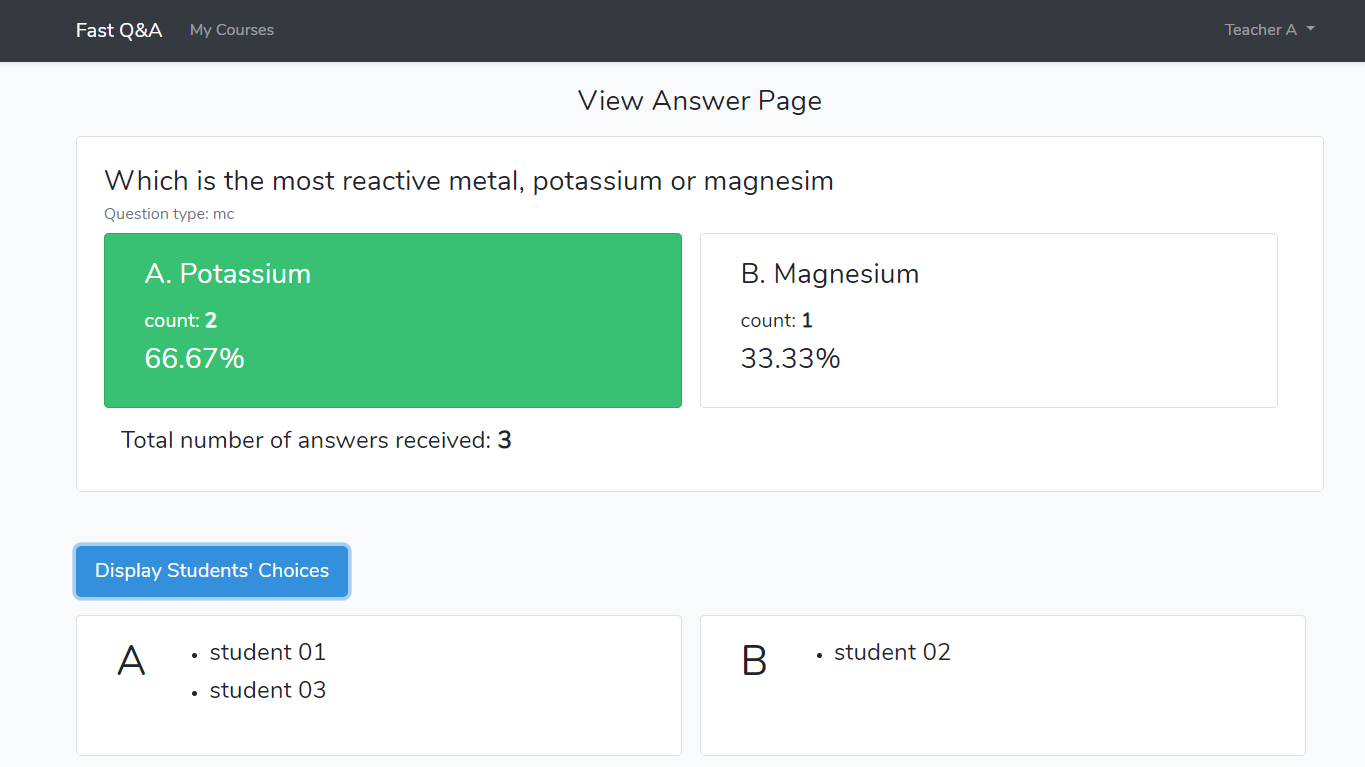 Fast Q&A My Courses Teacher A
View Answer Page
Which is the most reactive metal, potassium or magnesim
Question type: mc
A. Potassium
count: 2
66.67%
B. Magnesium
count: 1
33.33%
Total number of answers received: 3
Display Students' Choices
A
• student 01
• student 03
B
• student 02